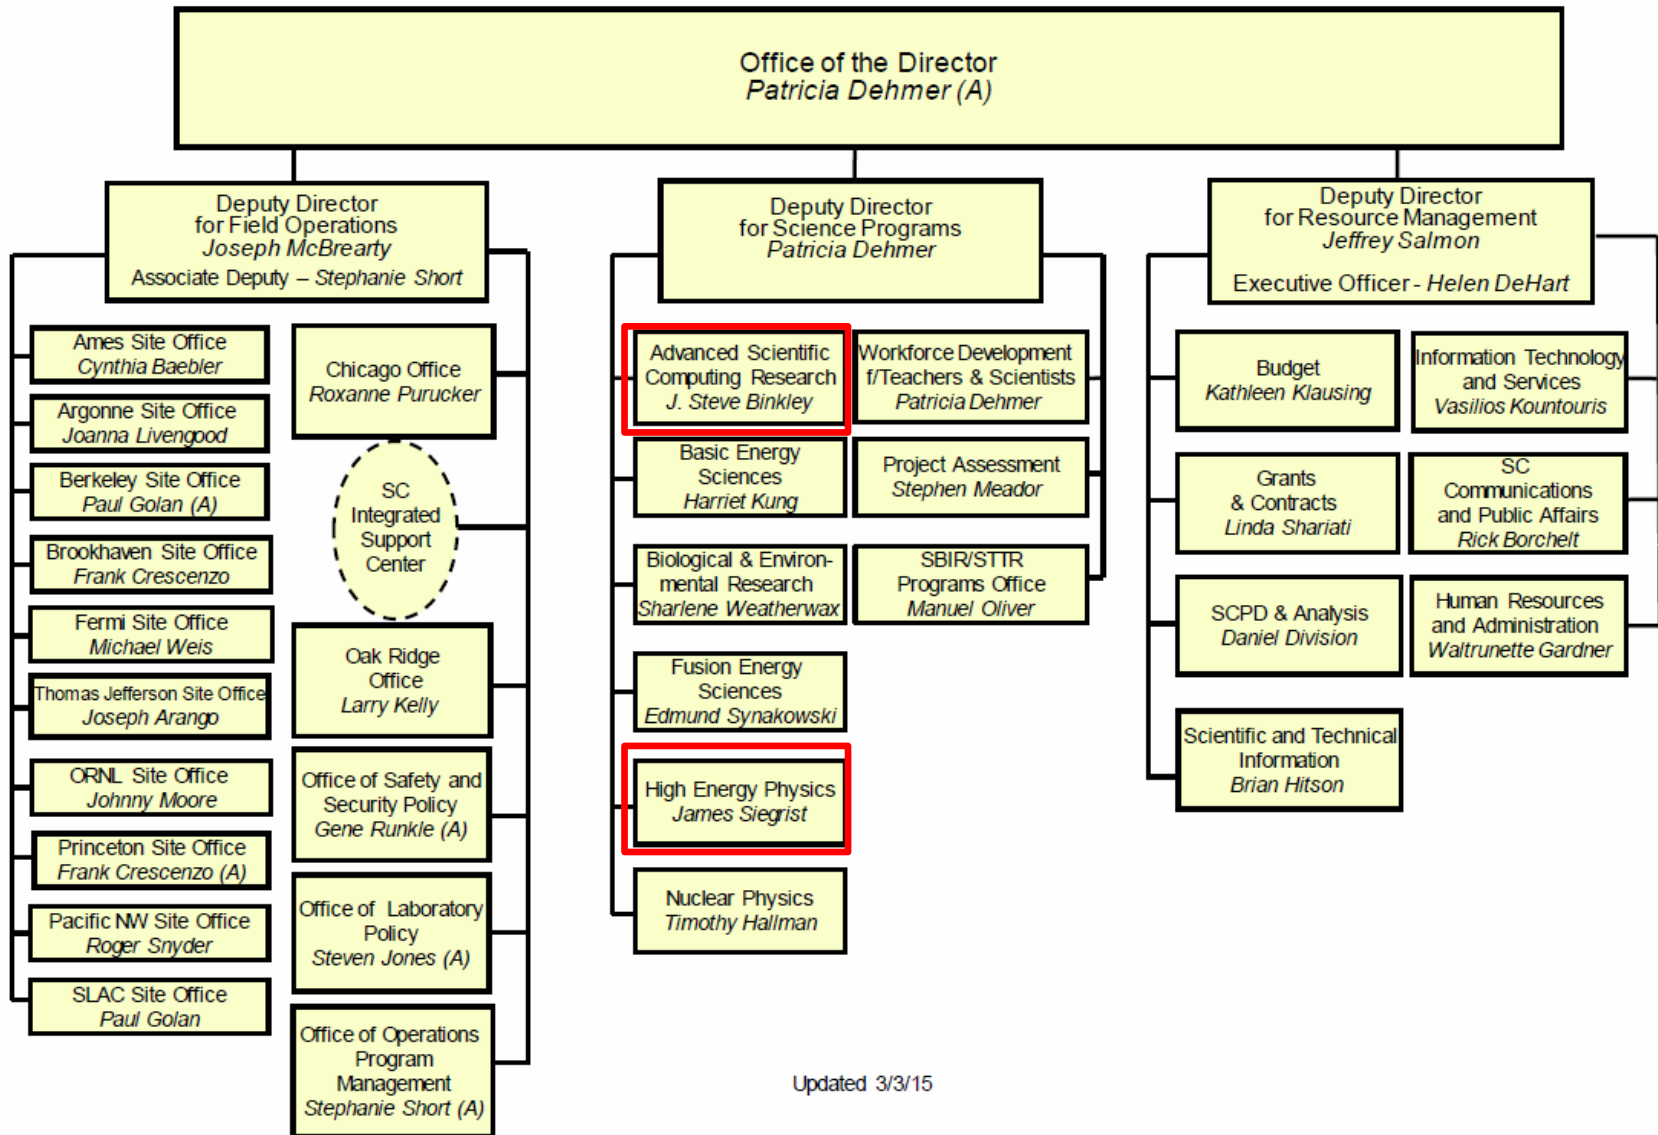 Office of the Director
Patricia Dehmer (A)
Deputy Director
for Field Operations
Joseph McBrearty
Associate Deputy – Stephanie Short
Ames Site Office
Cynthia Baebler
Argonne Site Office
Joanna Livengood
Berkeley Site Office
Paul Golan (A)
Brookhaven Site Office
Frank Crescenzo
Fermi Site Office
Michael Weis
Thomas Jefferson Site Office
Joseph Arango
ORNL Site Office
Johnny Moore
Princeton Site Office
Frank Crescenzo (A)
Pacific NW Site Office
Roger Snyder
SLAC Site Office
Paul Golan
Chicago Office
Roxanne Purucker
SC
Integrated
Support
Center
Oak Ridge
Office
Larry Kelly
Office of Safety and
Security Policy
Gene Runkle (A)
Office of Laboratory
Policy
Steven Jones (A)
Office of Operations
Program
Management
Stephanie Short (A)
Deputy Director
for Science Programs
Patricia Dehmer
Advanced Scientific
Computing Research
J. Steve Binkley
Basic Energy
Sciences
Harriet Kung
Biological & Environ-
mental Research
Sharlene Weatherwax
Fusion Energy
Sciences
Edmund Synakowski
High Energy Physics
James Siegrist
Nuclear Physics
Timothy Hallman
Workforce Development
f/Teachers & Scientists
Patricia Dehmer
Project Assessment
Stephen Meador
SBIR/STTR
Programs Office
Manuel Oliver
Deputy Director
for Resource Management
Jeffrey Salmon
Executive Officer - Helen DeHart
Budget
Kathleen Klausing
Grants
& Contracts
Linda Shariati
SCPD & Analysis
Daniel Division
Scientific and Technical
Information
Brian Hitson
Information Technology
and Services
Vasilios Kountouris
SC
Communications
and Public Affairs
Rick Borchelt
Human Resources
and Administration
Waltrunette Gardner
Updated 3/3/15